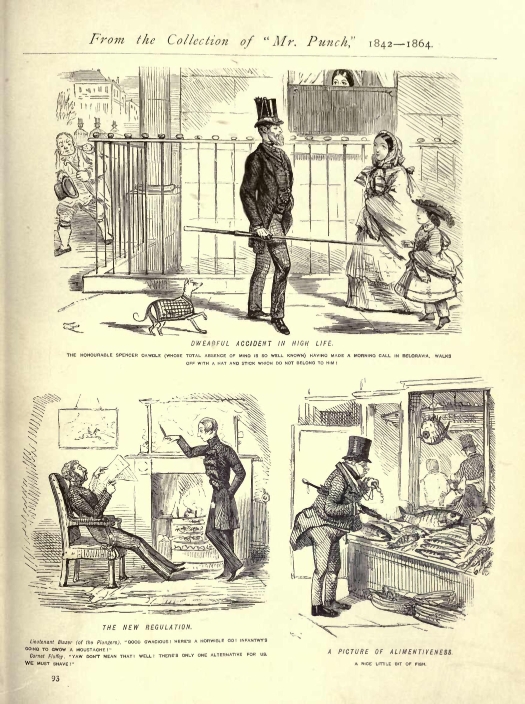 From the Collection of "Mr. Punch," 1842—1864.
DWEADFUL ACCIDENT IN HIGH LIFE.
THE HONOURABLE SPENCER DAWDLE (WHOSE TOTAL ABSENCE OF MIND IS SO WELL KNOWN) HAVING MADE A MORNING CALL IN BELGRAVIA, WALKS
OFF WITH A HAT AND STICK WHICH DO NOT BELONG TO HIM!
THE NEW REGULATION.
Lieutenant Blazer (of the Plungers). "GOOD GWACIOUS! HERE'S A HORWIBLE GO! INFANTWY'S
GOING TO GWOW A MOUSTACHE!"
Cornet Fluffey. "YAW DON'T MEAN THAT! WELL! THERE'S ONLY ONE ALTERNATIVE FOR US.
WE MUST SHAVE!"
A PICTURE OF ALIMENTIVENESS.
A NICE LITTLE BIT OF FISH.
93